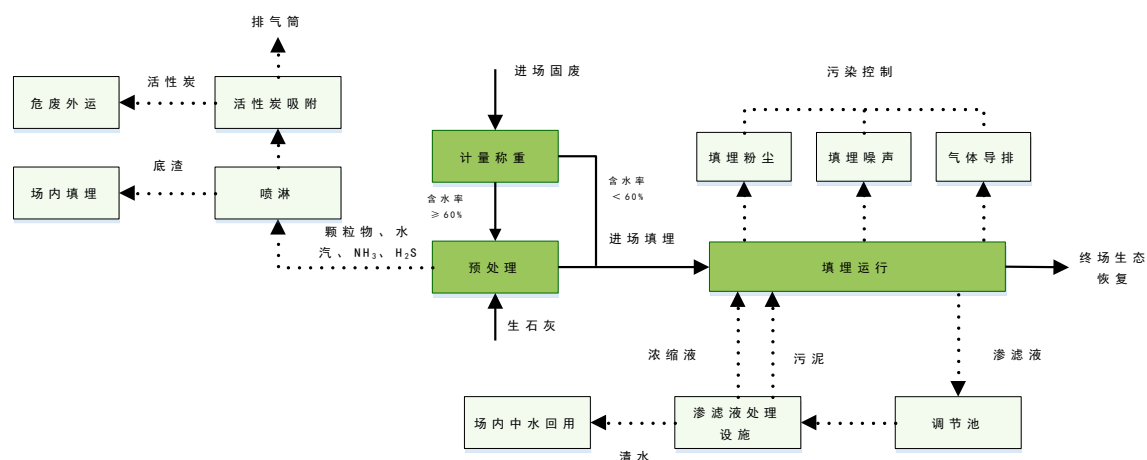 排气筒
进场固废
污染控制
活性炭
危废外运
活性炭吸附
计量称重
填埋粉尘
填埋噪声
气体导排
底渣
场内填埋
喷淋
含水率
≥60%
含水率
＜60%
颗粒物、水
汽、NH₃、H₂S
进场填埋
预处理
填埋运行
终场生态
恢复
生石灰
浓缩液
污泥
渗滤液
场内中水回用
渗滤液处理
设施
调节池
清水